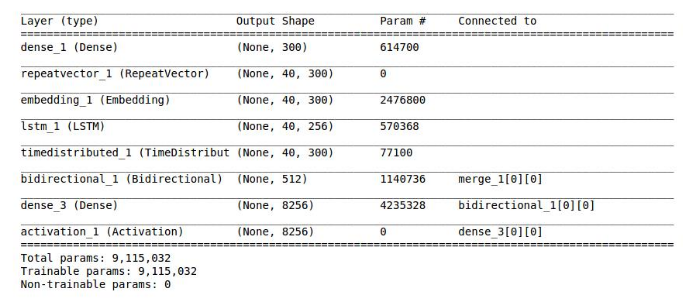 Layer (type) Output Shape Param # Connected to
dense_1 (Dense) (None, 300) 614700
repeatvector_1 (RepeatVector) (None, 40, 300) 0
embedding_1 (Embedding) (None, 40, 300) 2476800
lstm_1 (LSTM) (None, 40, 256) 570368
timedistributed_1 (TimeDistribut (None, 40, 300) 77100
bidirectional_1 (Bidirectional) (None, 512) 1140736 merge_1[0][0]
dense_3 (Dense) (None, 8256) 4235328 bidirectional_1[0][0]
activation_1 (Activation) (None, 8256) 0 dense_3[0][0]
Total params: 9,115,032
Trainable params: 9,115,032
Non-trainable params: 0